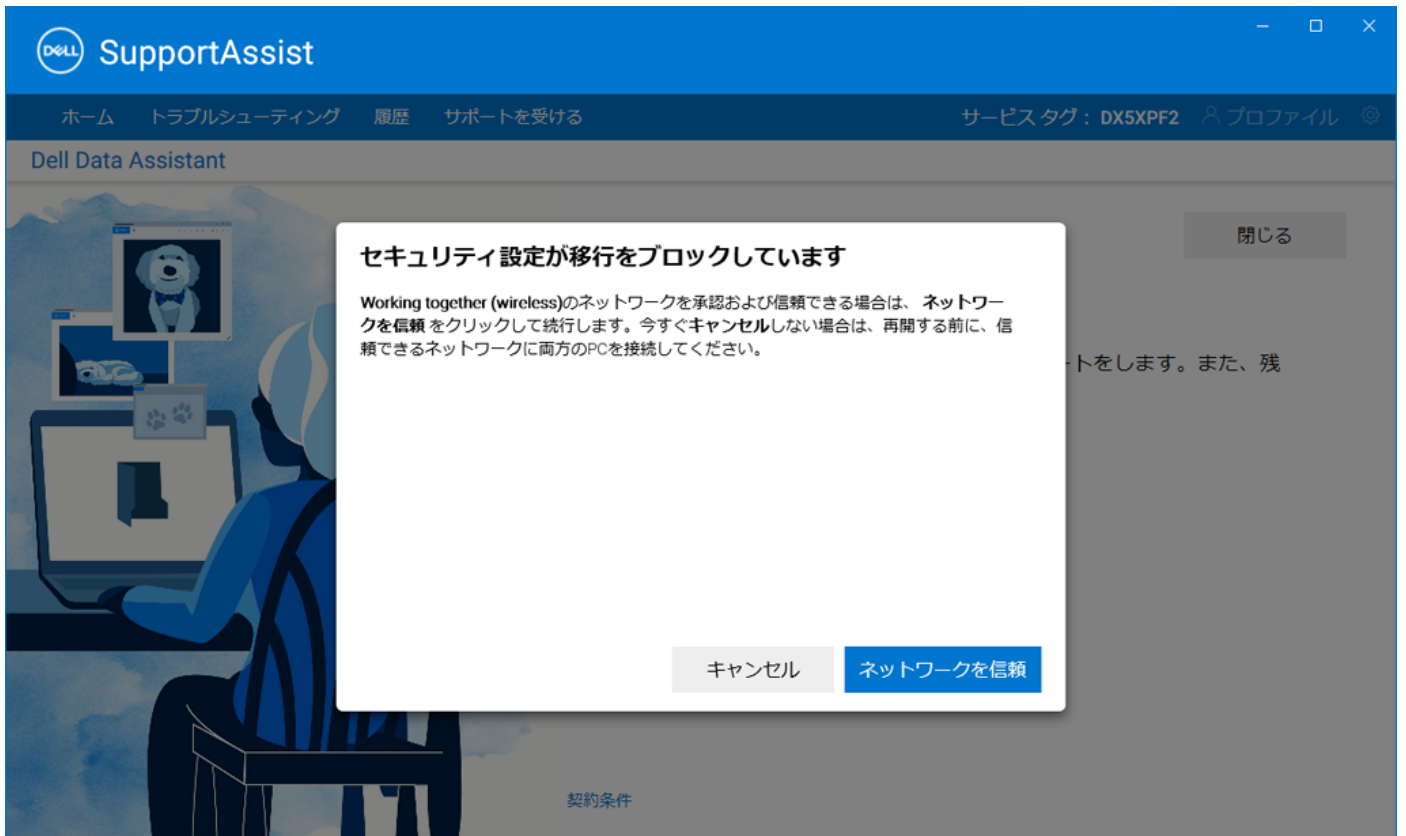 DELL SupportAssist
ホーム トラブルシューティング 履歴 サポートを受ける サービス タグ : DX5XPF2 プロファイル
Dell Data Assistant
閉じる
セキュリティ設定が移行をブロックしています
Working together (wireless)のネットワークを承認および信頼できる場合は、 ネットワー
クを信頼 をクリックして続行します。今すぐキャンセルしない場合は、再開する前に、信
頼できるネットワークに両方のPCを接続してください。
トをします。また、残
キャンセル ネットワークを信頼
契約条件